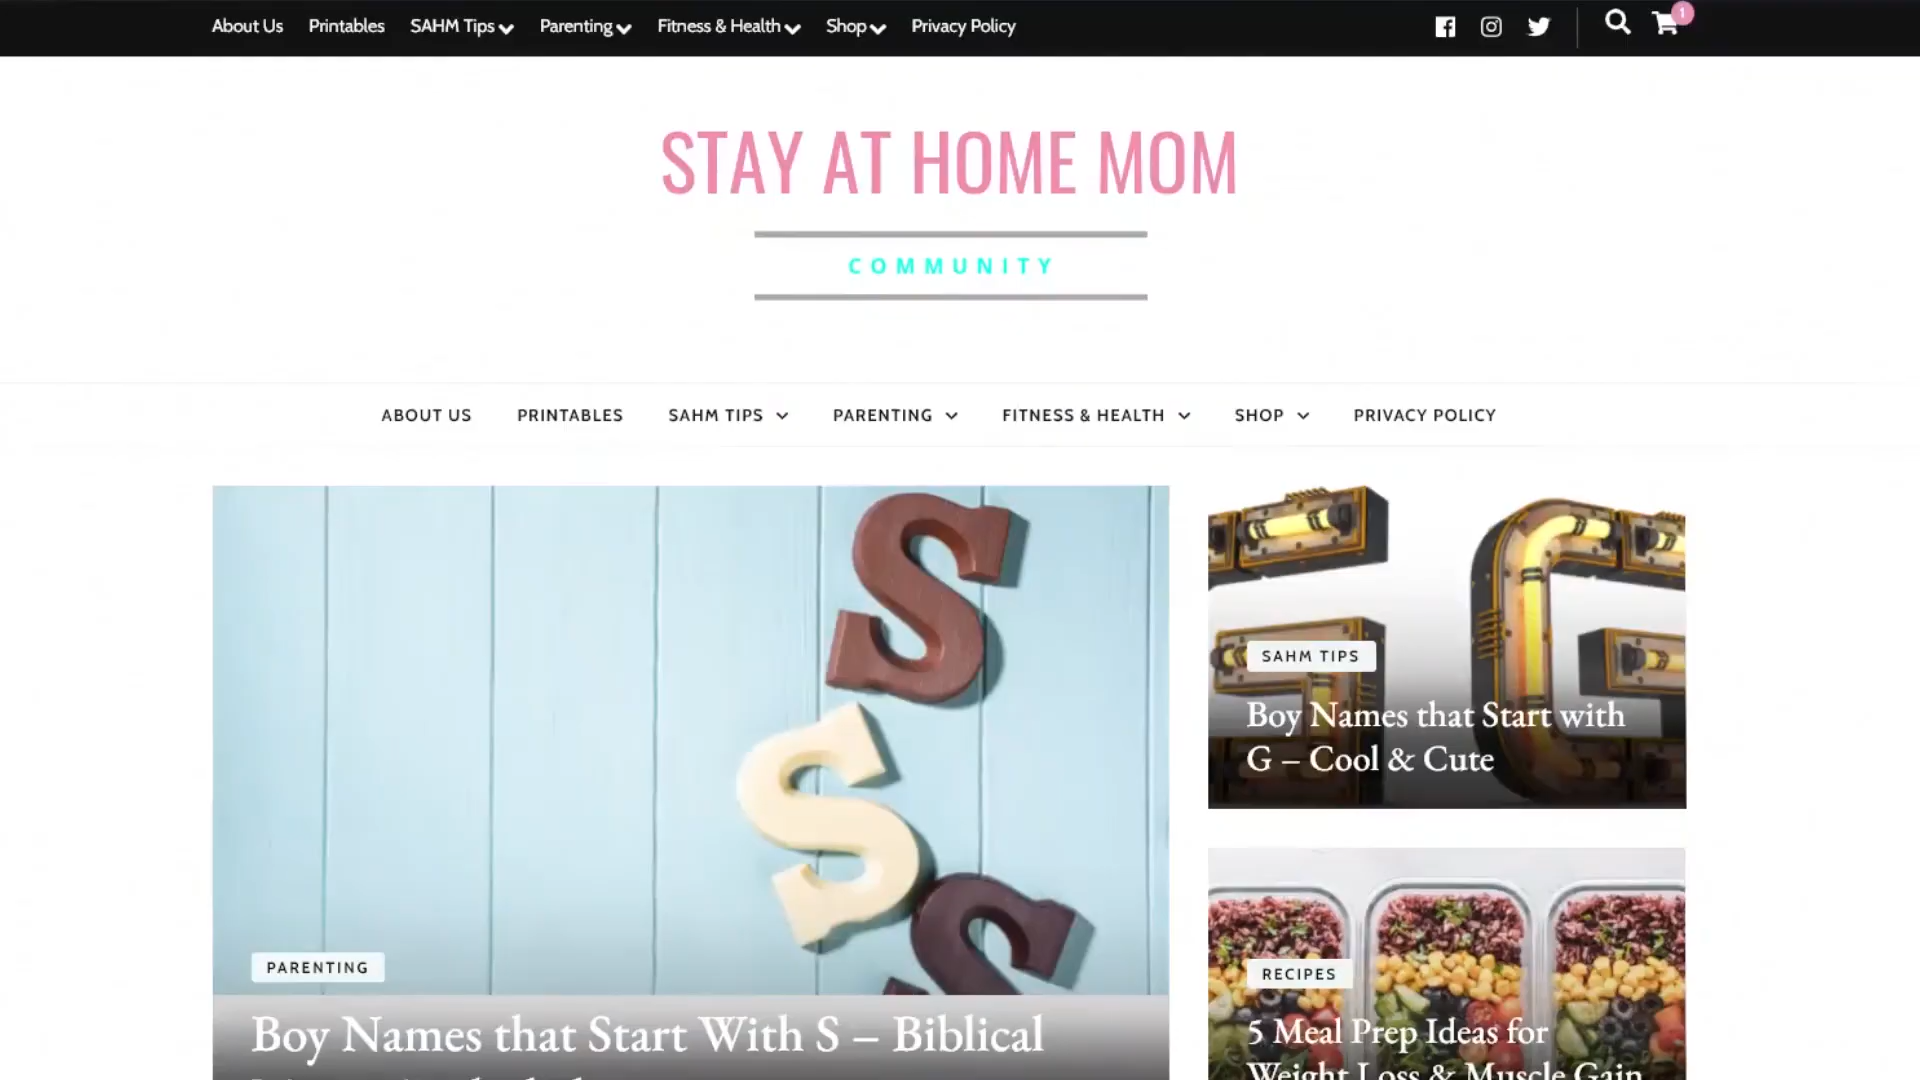 About Us Printables SAHM Tips Parenting Fitness & Health Shop Privacy Policy
1
STAY AT HOME MOM
COMMUNITY
ABOUT US PRINTABLES SAHM TIPS PARENTING FITNESS & HEALTH SHOP PRIVACY POLICY
S
S
S
PARENTING
Boy Names that Start With S – Biblical
G
SAHM TIPS
Boy Names that Start with
G – Cool & Cute
RECIPES
5 Meal Prep Ideas for
Weight Loss & Muscle Gain